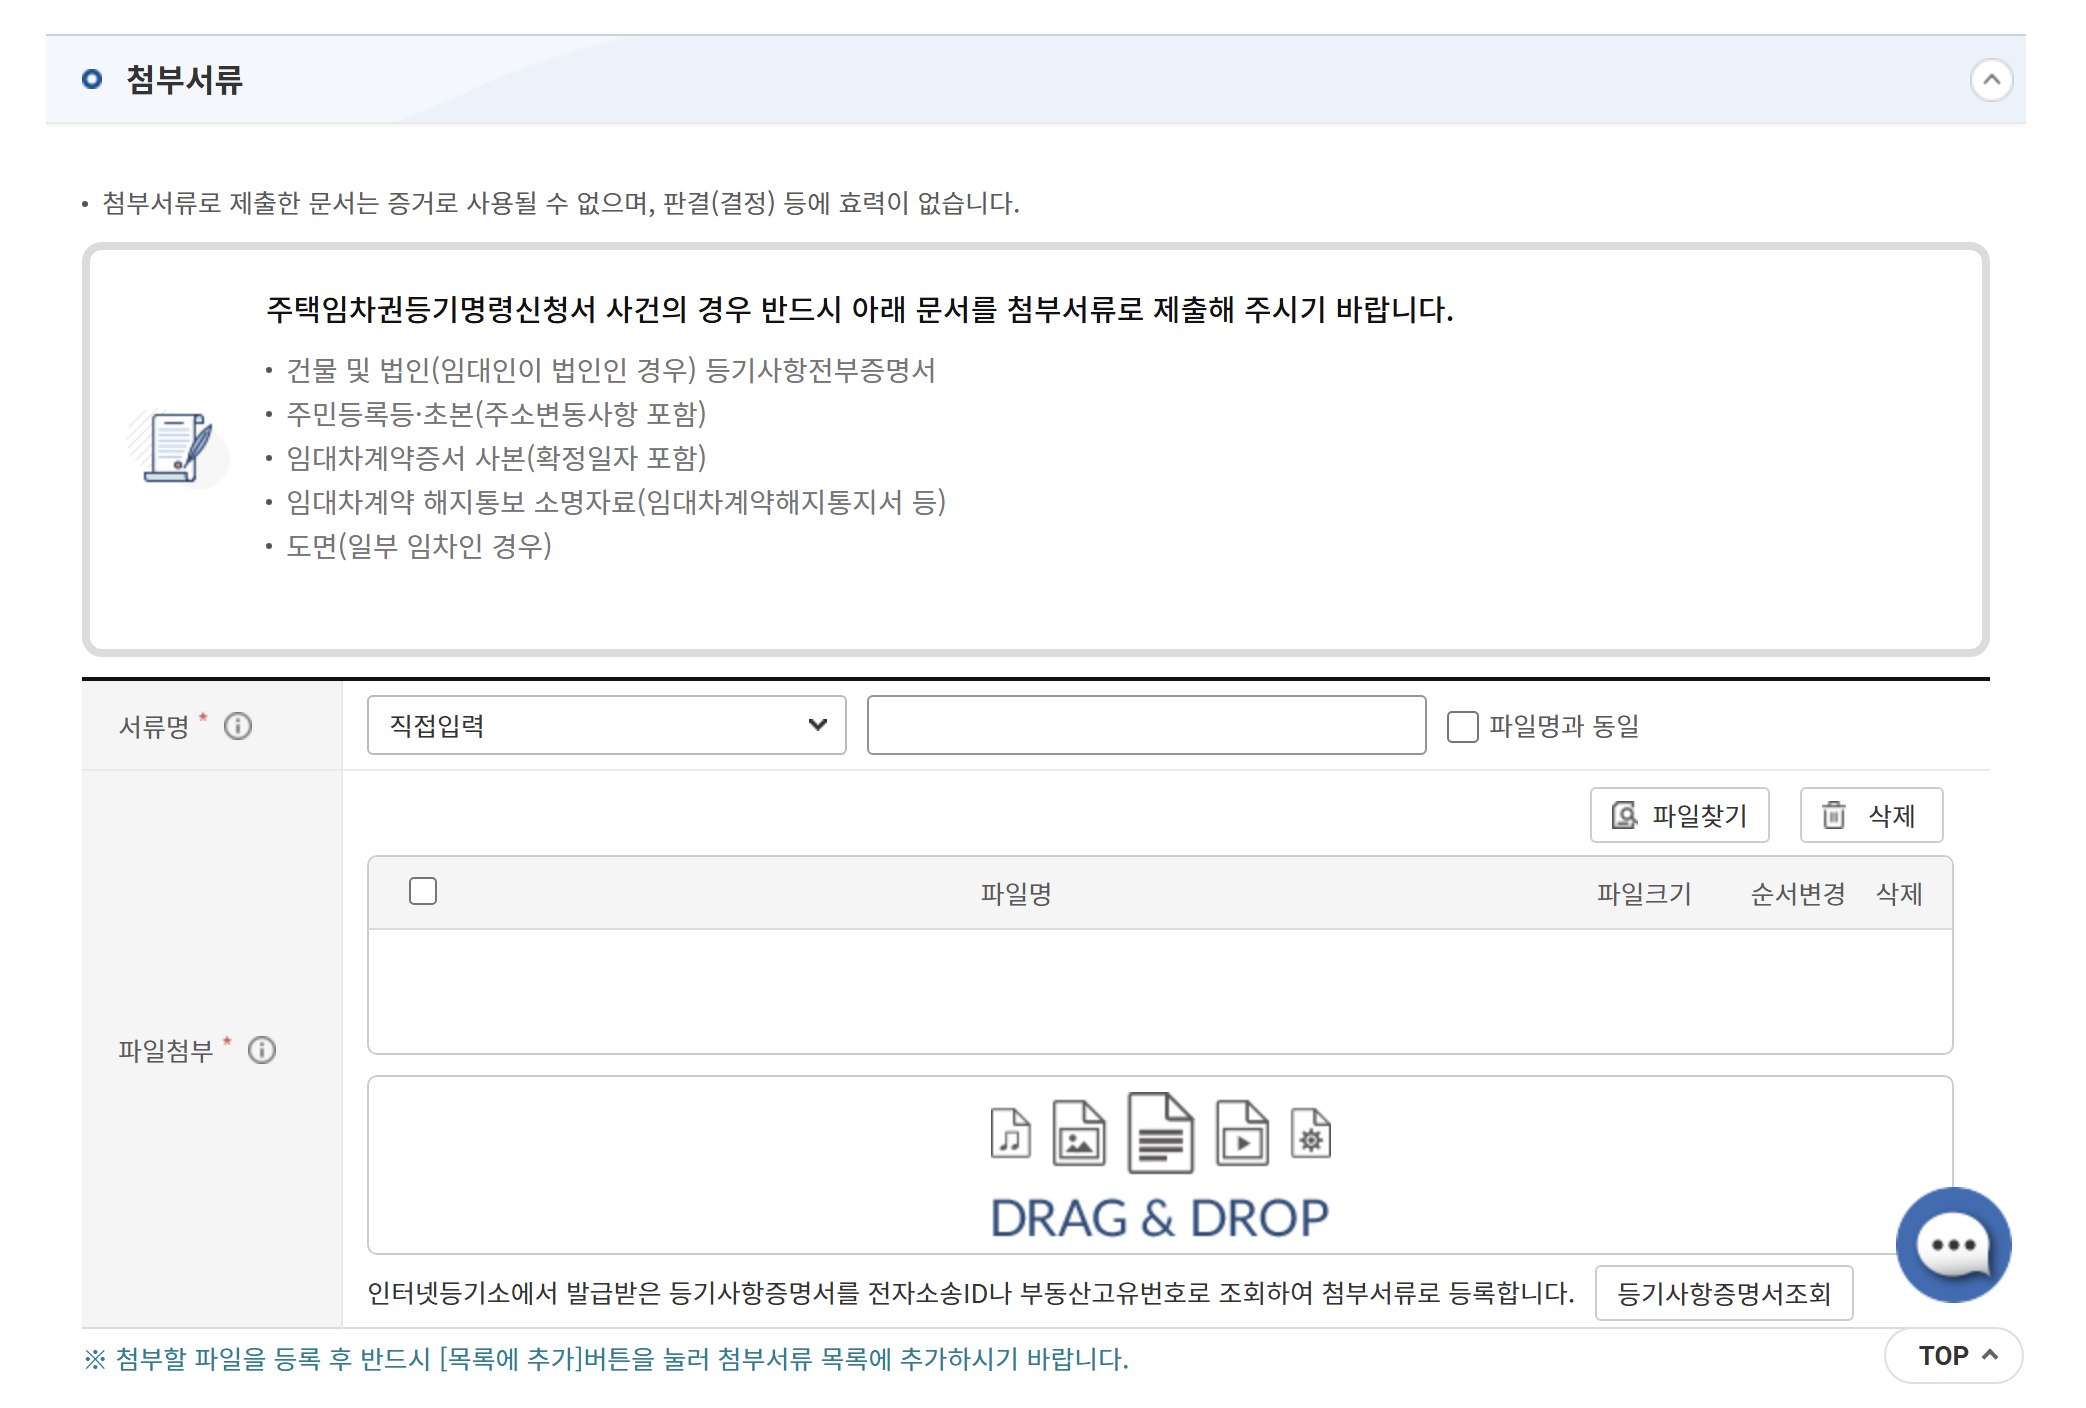 첨부서류
• 첨부서류로 제출한 문서는 증거로 사용될 수 없으며, 판결(결정) 등에 효력이 없습니다.
주택임차권등기명령신청서 사건의 경우 반드시 아래 문서를 첨부서류로 제출해 주시기 바랍니다.
• 건물 및 법인(임대인이 법인인 경우) 등기사항전부증명서
• 주민등록등·초본(주소변동사항 포함)
• 임대차계약증서 사본(확정일자 포함)
• 임대차계약 해지통보 소명자료(임대차계약해지통지서 등)
• 도면(일부 임차인 경우)
서류명 * 직접입력 파일명과 동일
파일찾기 삭제
파일명 파일크기 순서변경 삭제
파일첨부 *
DRAG & DROP
인터넷등기소에서 발급받은 등기사항증명서를 전자소송ID나 부동산고유번호로 조회하여 첨부서류로 등록합니다. 등기사항증명서조회
※ 첨부할 파일을 등록 후 반드시 [목록에 추가]버튼을 눌러 첨부서류 목록에 추가하시기 바랍니다.
TOP